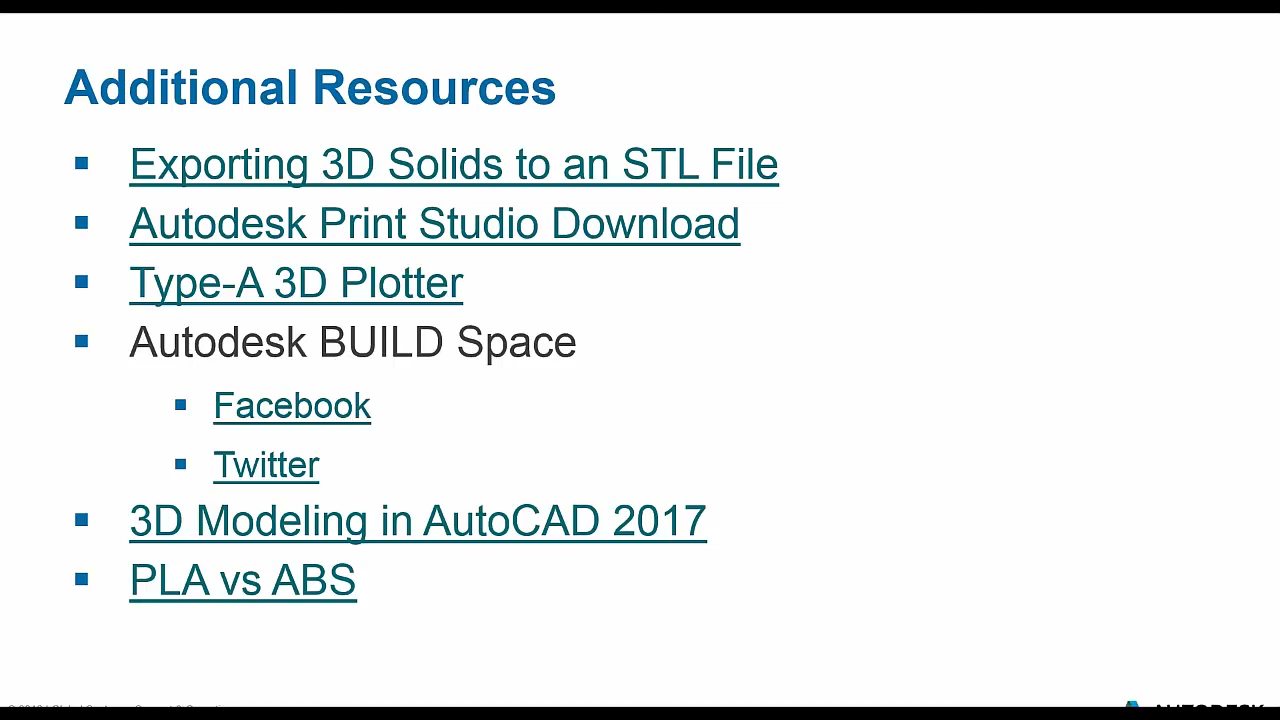 Additional Resources
Exporting 3D Solids to an STL File
Autodesk Print Studio Download
Type-A 3D Plotter
Autodesk BUILD Space
Facebook
Twitter
3D Modeling in AutoCAD 2017
PLA vs ABS
AUTODESK